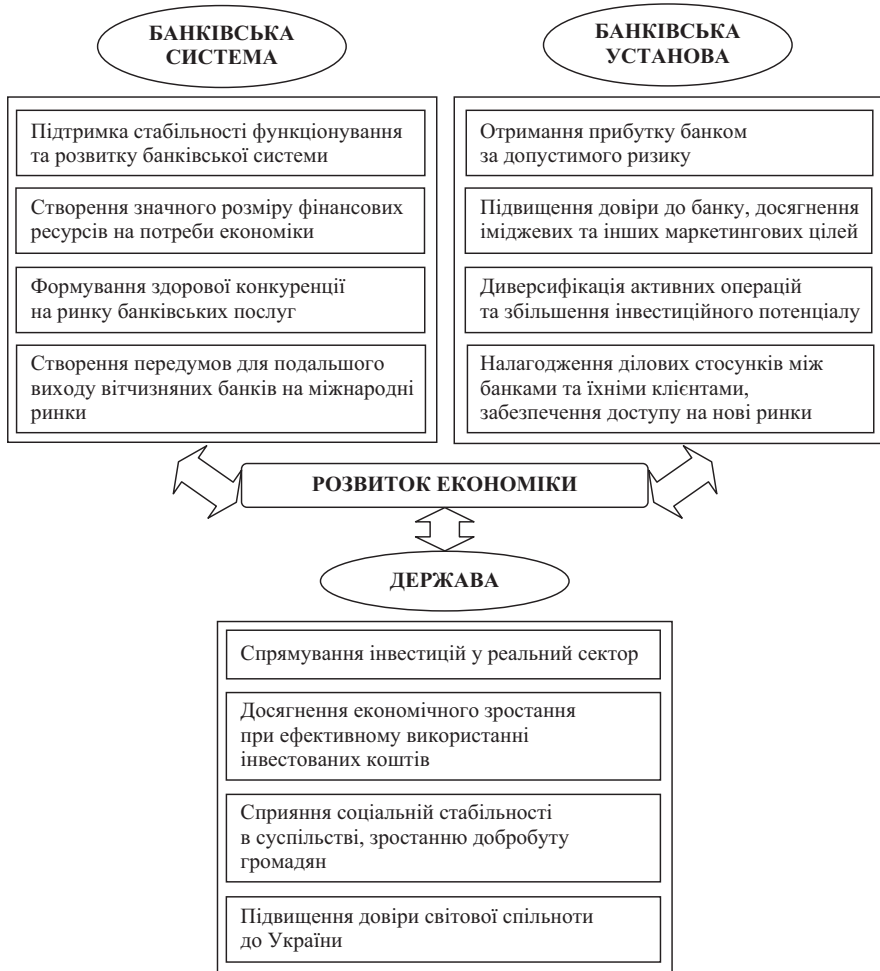 БАНКІВСЬКА
СИСТЕМА
Підтримка стабільності функціонування
та розвитку банківської системи
Створення значного розміру фінансових
ресурсів на потреби економіки
Формування здорової конкуренції
на ринку банківських послуг
Створення передумов для подальшого
виходу вітчизняних банків на міжнародні
ринки
БАНКІВСЬКА
УСТАНОВА
Отримання прибутку банком
за допустимого ризику
Підвищення довіри до банку, досягнення
іміджевих та інших маркетингових цілей
Диверсифікація активних операцій
та збільшення інвестиційного потенціалу
Налагодження ділових стосунків між
банками та їхніми клієнтами,
забезпечення доступу на нові ринки
РОЗВИТОК ЕКОНОМІКИ
ДЕРЖАВА
Спрямування інвестицій у реальний сектор
Досягнення економічного зростання
при ефективному використанні
інвестованих коштів
Сприяння соціальній стабільності
в суспільстві, зростанню добробуту
громадян
Підвищення довіри світової спільноти
до України